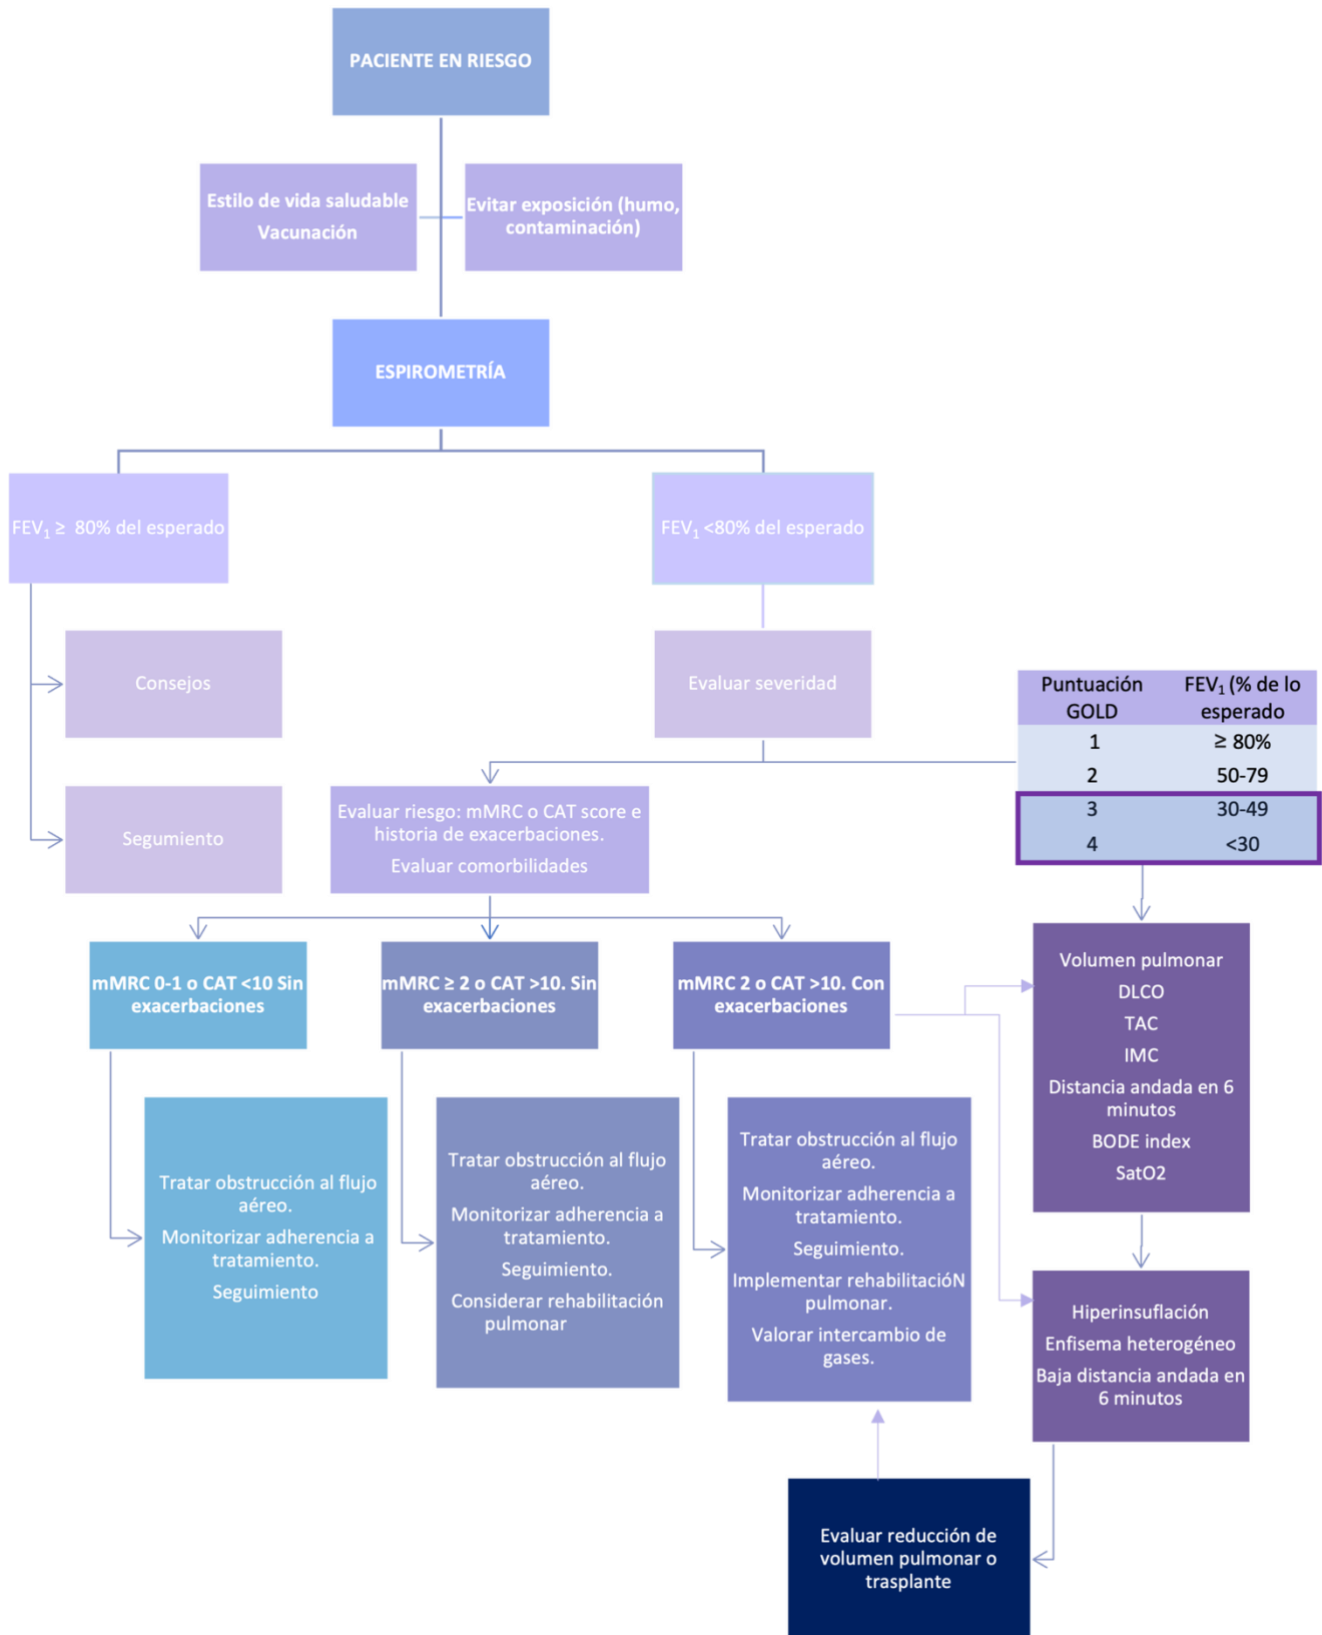 PACIENTE EN RIESGO
Estilo de vida saludable
Vacunación
Evitar exposición (humo,
contaminación)
ESPIROMETRÍA
FEV₁ ≥ 80% del esperado
FEV₁ <80% del esperado
Consejos
Segumiento
Evaluar severidad
Puntuación GOLD
FEV₁ (% de lo esperado
1 ≥ 80%
2 50-79
3 30-49
4 <30
Evaluar riesgo: mMRC o CAT score e
historia de exacerbaciones.
Evaluar comorbilidades
mMRC 0-1 o CAT <10 Sin
exacerbaciones
mMRC ≥ 2 o CAT >10. Sin
exacerbaciones
mMRC 2 o CAT >10. Con
exacerbaciones
Tratar obstrucción al flujo
aéreo.
Monitorizar adherencia a
tratamiento.
Seguimiento
Tratar obstrucción al flujo
aéreo.
Monitorizar adherencia a
tratamiento.
Seguimiento.
Considerar rehabilitación
pulmonar
Tratar obstrucción al flujo
aéreo.
Monitorizar adherencia a
tratamiento.
Seguimiento.
Implementar rehabilitacióN
pulmonar.
Valorar intercambio de
gases.
Volumen pulmonar
DLCO
TAC
IMC
Distancia andada en 6
minutos
BODE index
SatO2
Hiperinsuflación
Enfisema heterogéneo
Baja distancia andada en
6 minutos
Evaluar reducción de
volumen pulmonar o
trasplante